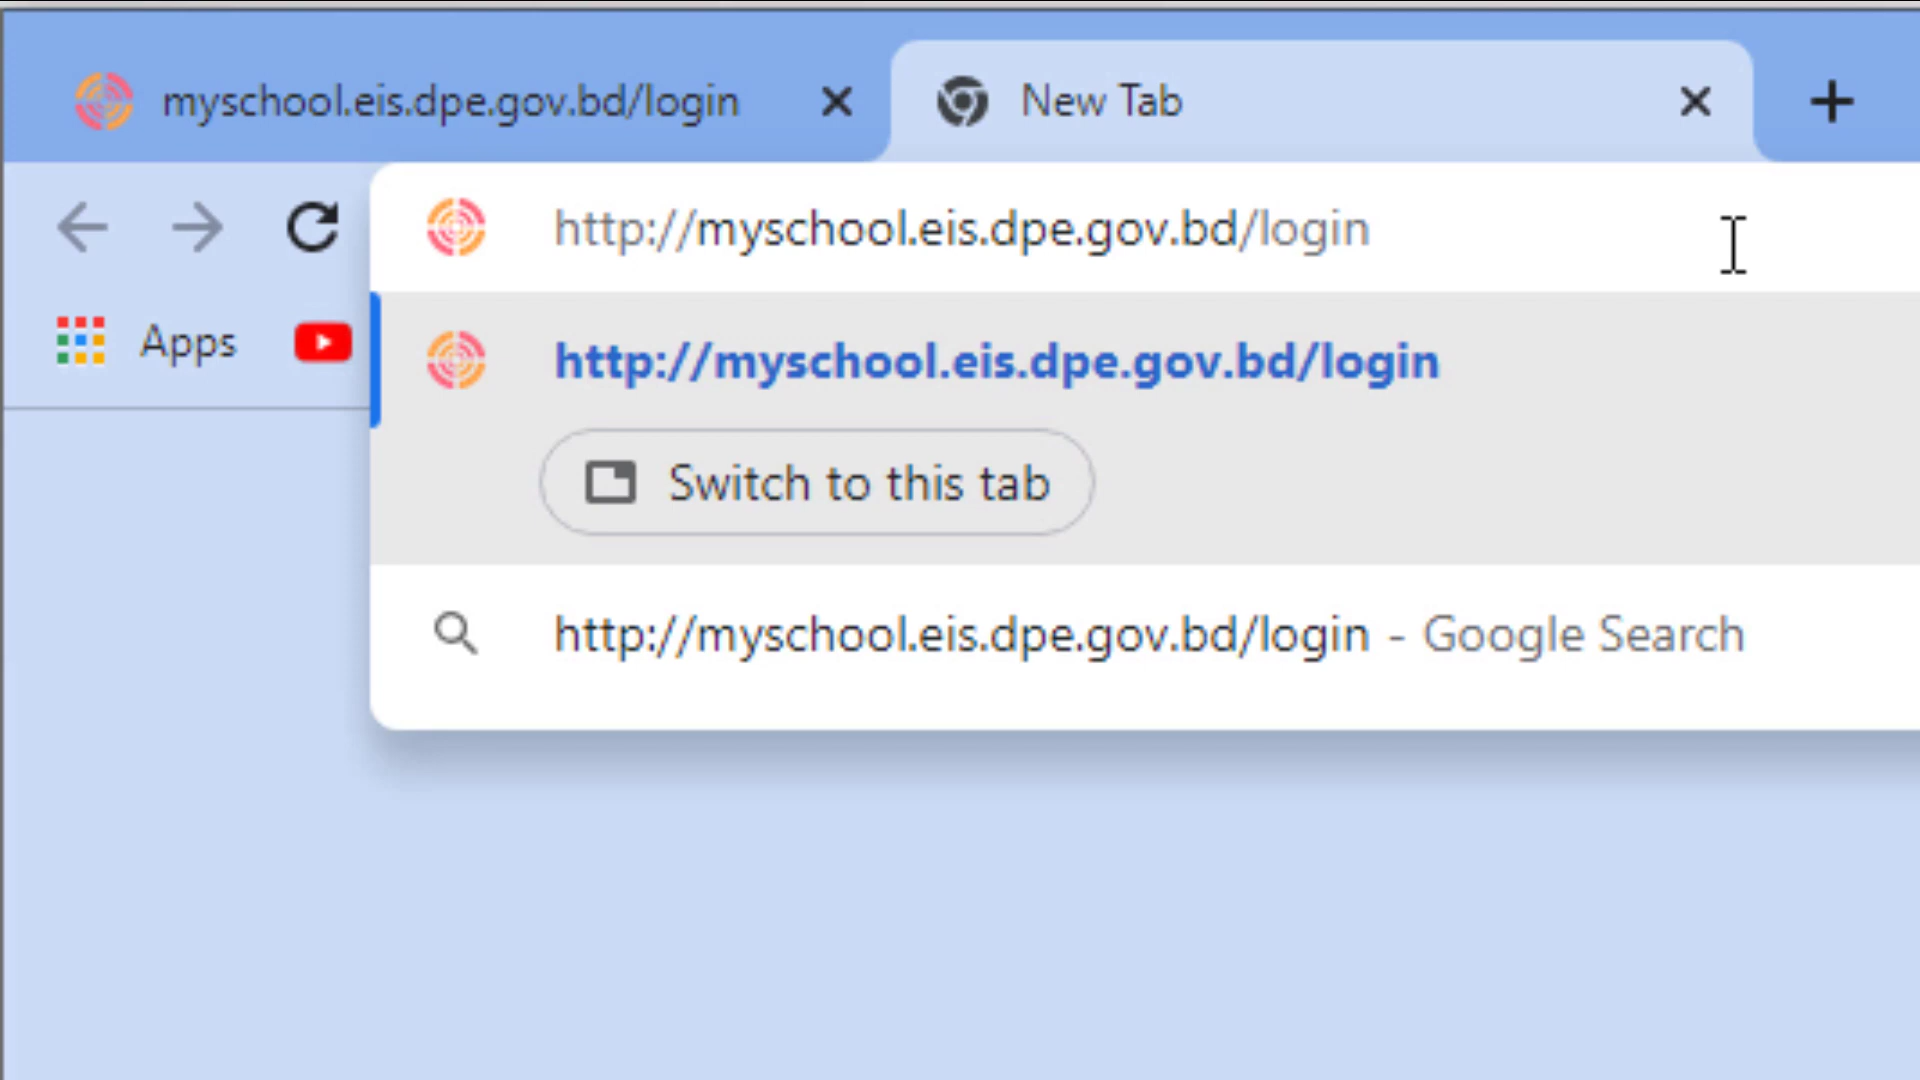 myschool.eis.dpe.gov.bd/login
New Tab
http://myschool.eis.dpe.gov.bd/login
Apps
http://myschool.eis.dpe.gov.bd/login
Switch to this tab
http://myschool.eis.dpe.gov.bd/login - Google Search